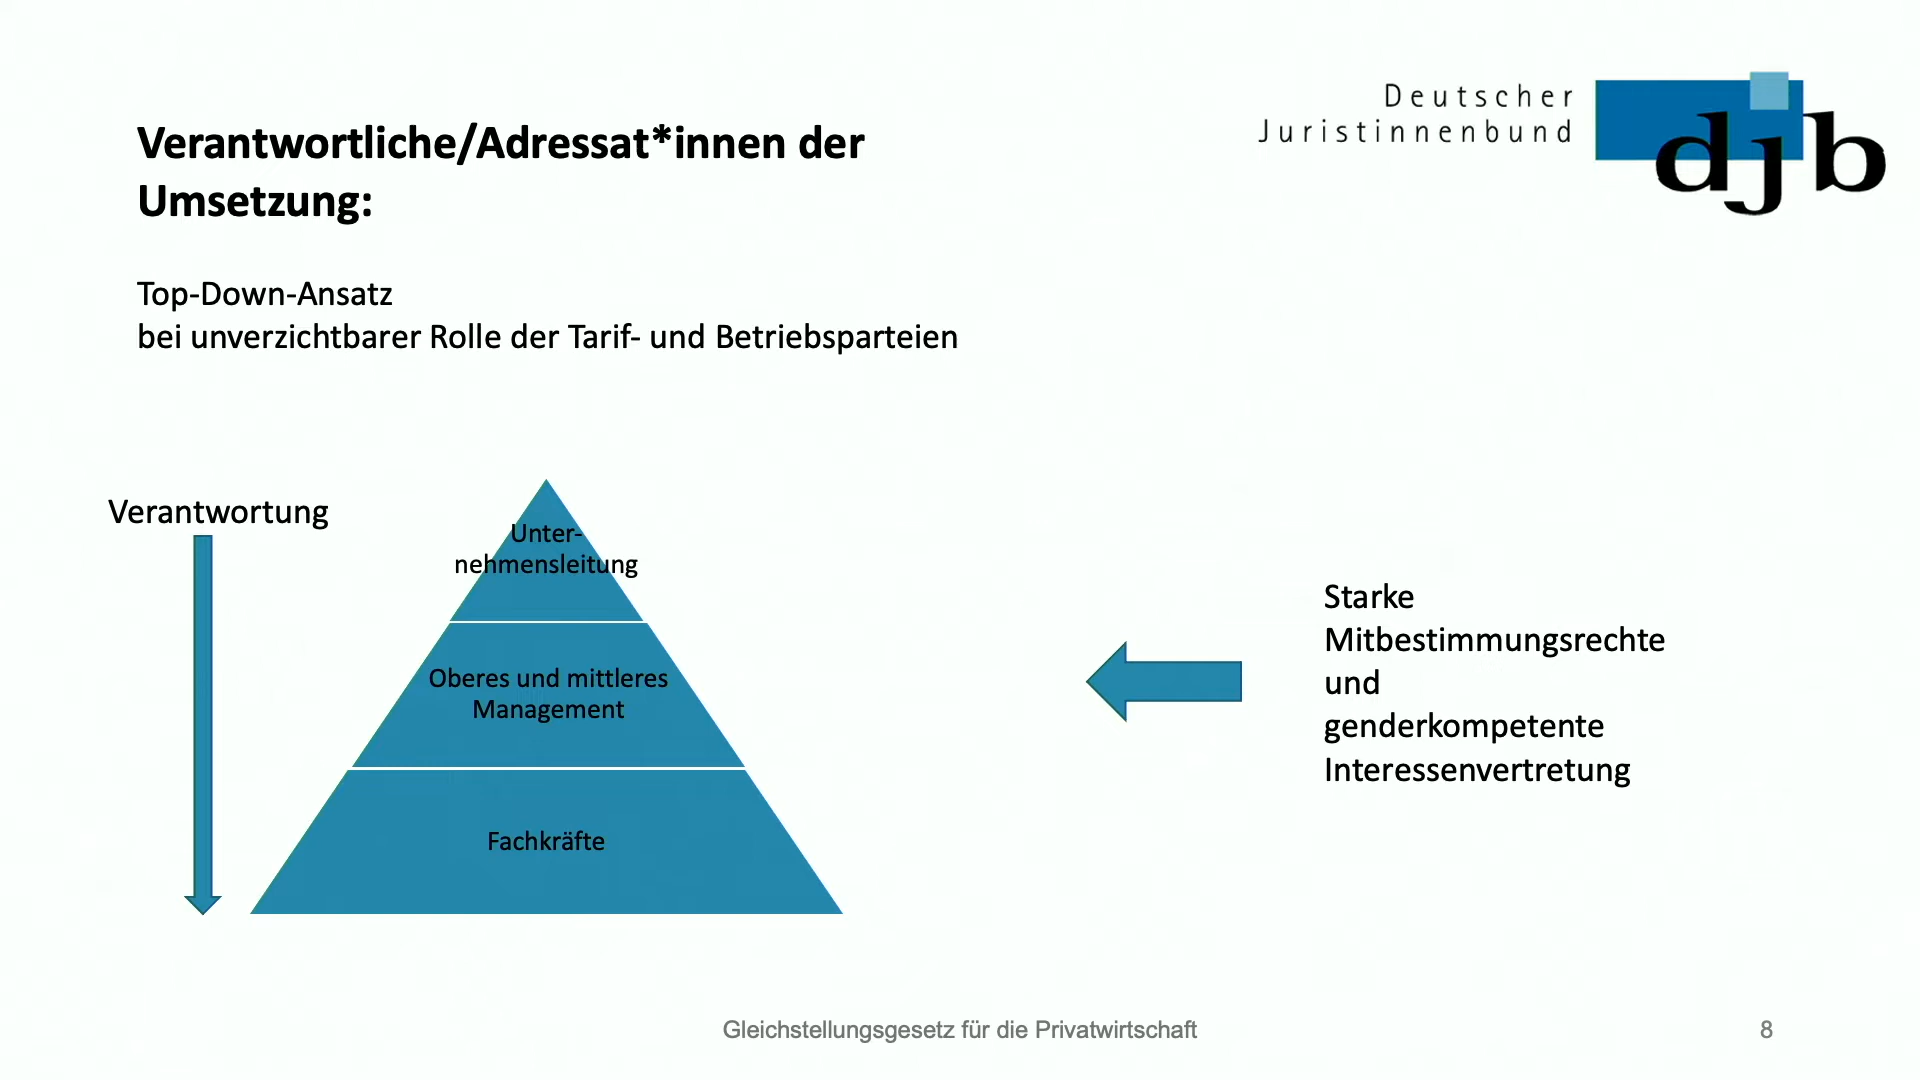 Deutscher
Juristinnenbund
djb
Verantwortliche/Adressat*innen der
Umsetzung:
Top-Down-Ansatz
bei unverzichtbarer Rolle der Tarif- und Betriebsparteien
Verantwortung
Unter-
nehmensleitung
Oberes und mittleres
Management
Fachkräfte
Starke
Mitbestimmungsrechte
und
genderkompetente
Interessenvertretung
Gleichstellungsgesetz für die Privatwirtschaft
8